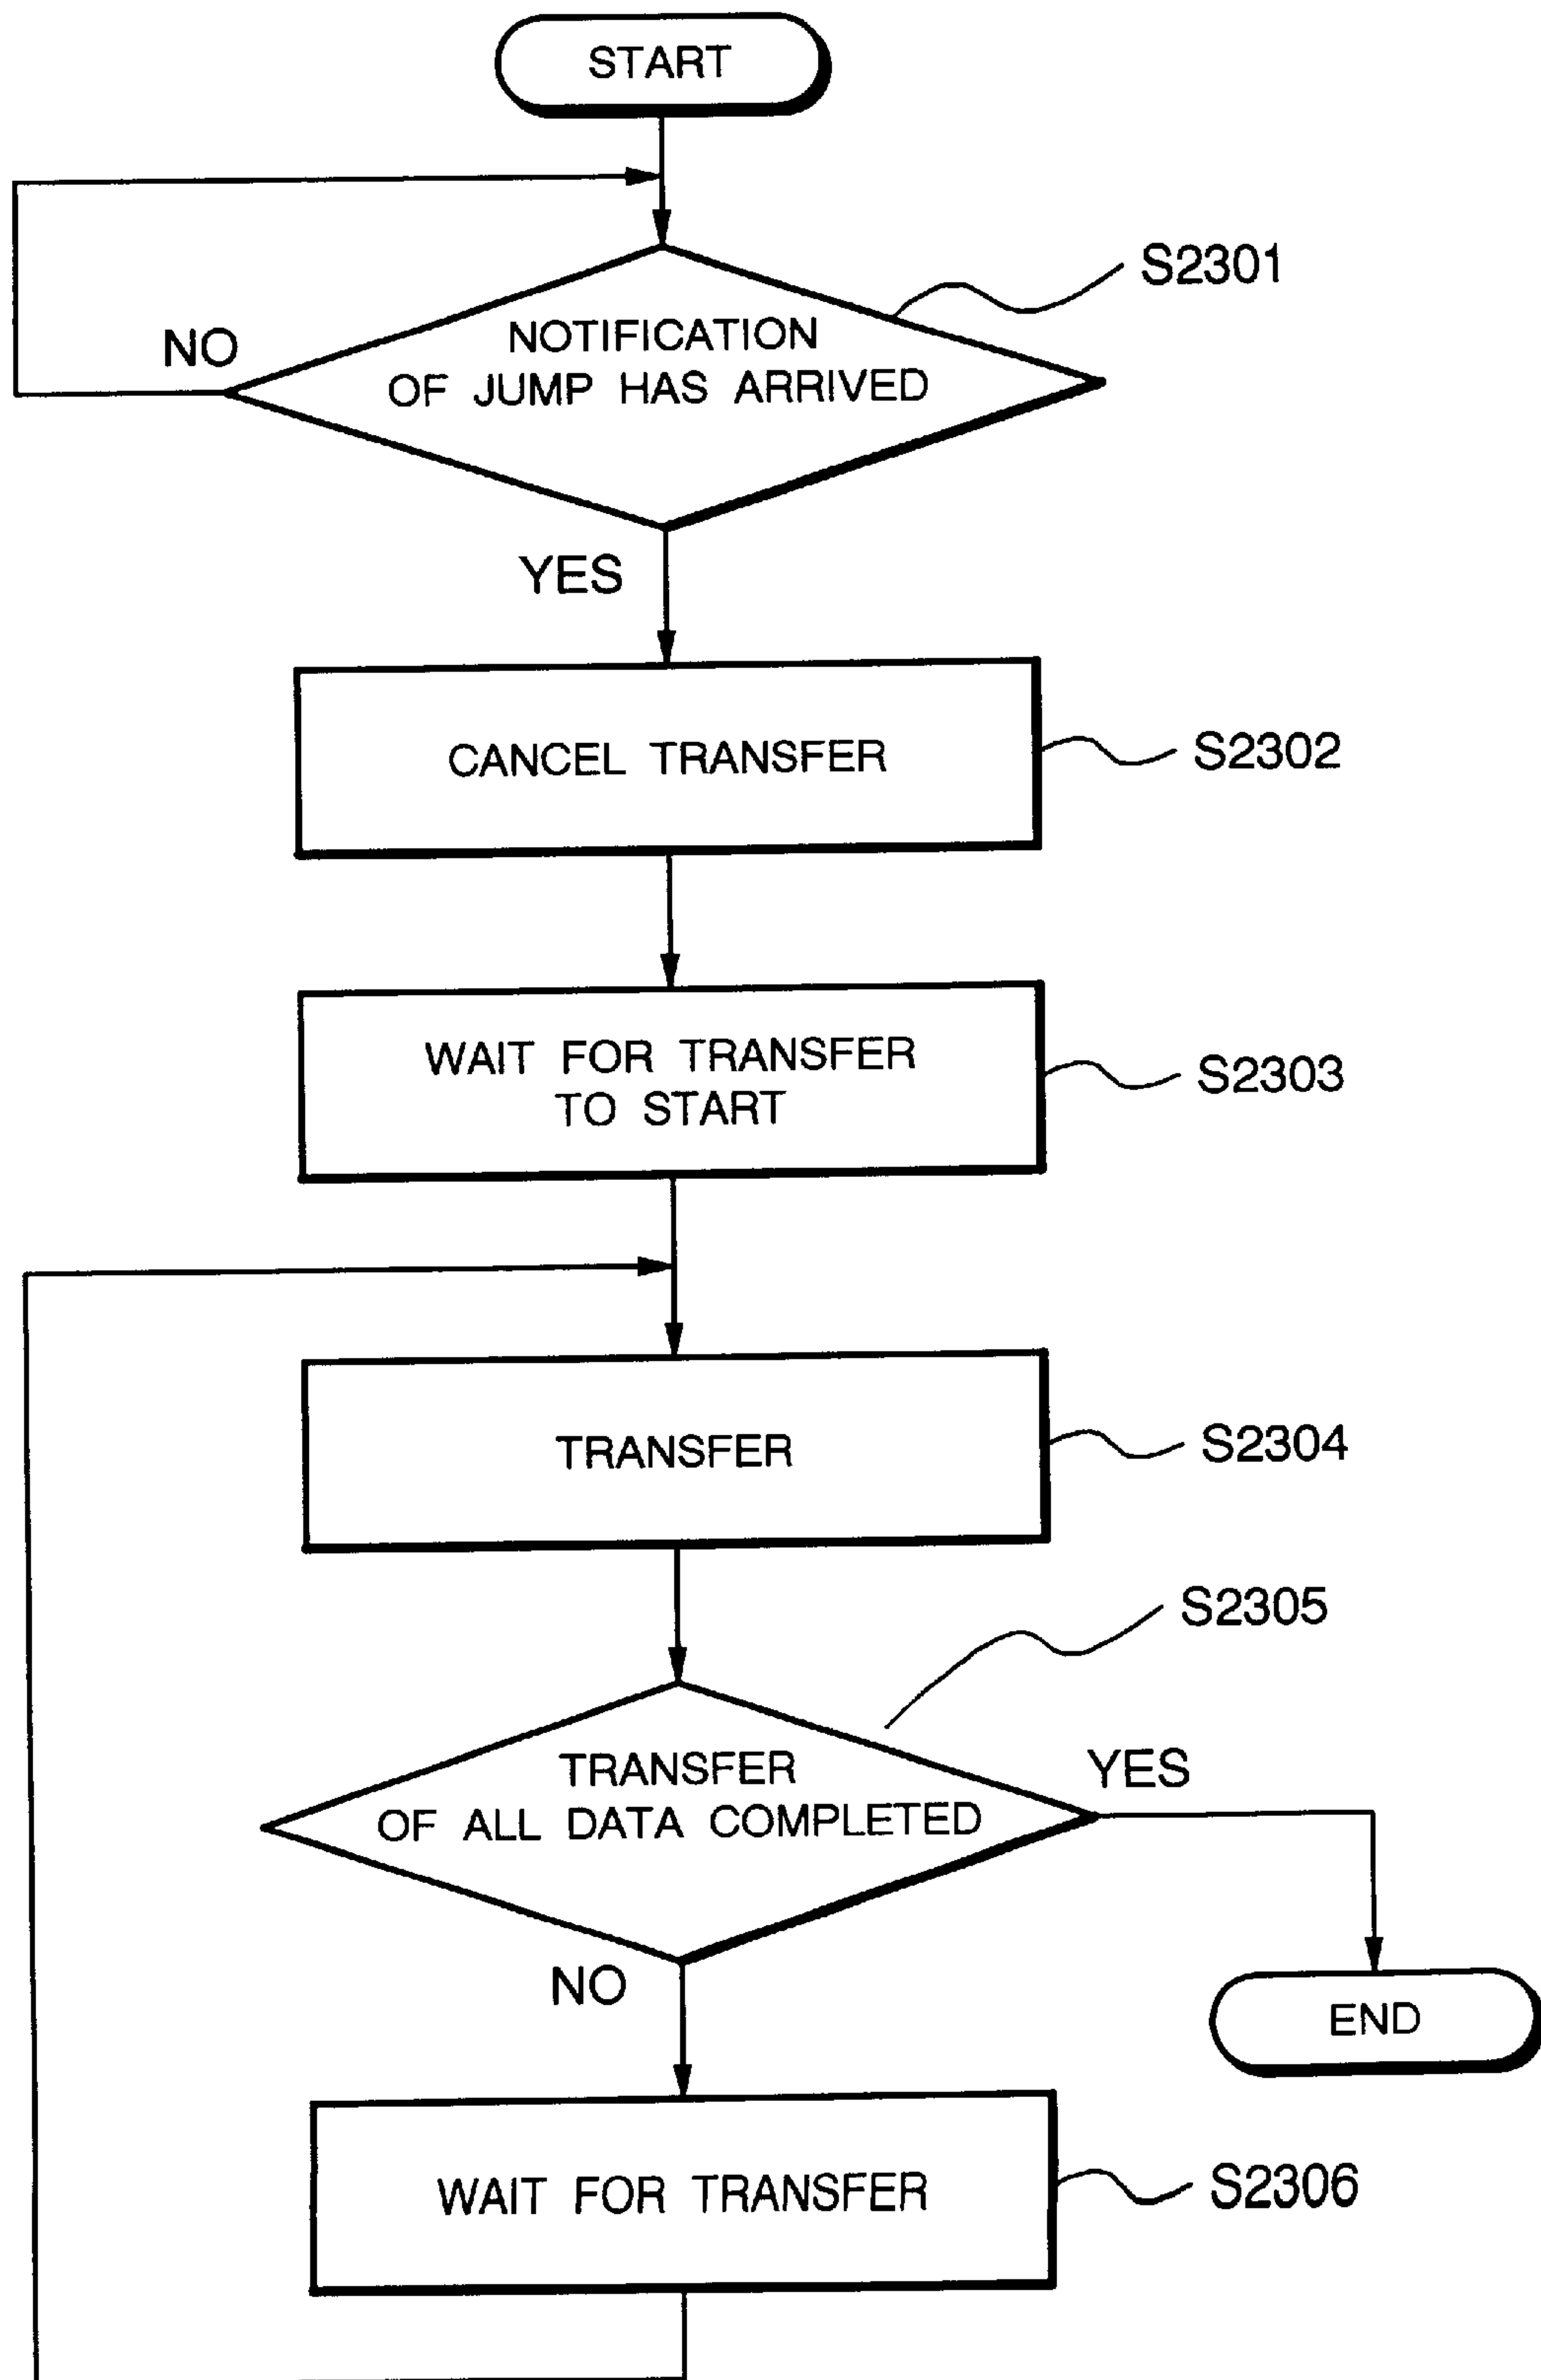 START
S2301
NO
NOTIFICATION
OF JUMP HAS ARRIVED
YES
CANCEL TRANSFER
S2302
WAIT FOR TRANSFER
TO START
S2303
TRANSFER
S2304
S2305
TRANSFER
OF ALL DATA COMPLETED
YES
NO
END
WAIT FOR TRANSFER
S2306